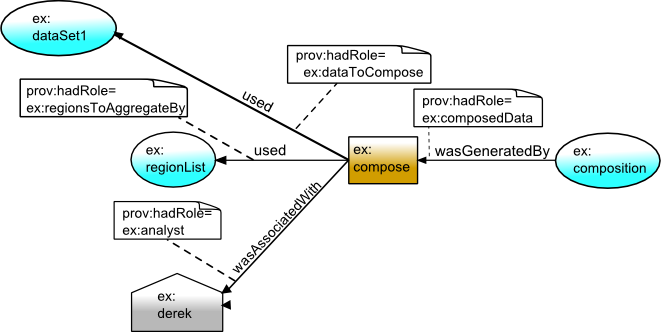 ex:
dataSet1
prov:hadRole=
ex:dataToCompose
prov:hadRole=
ex:regionsToAggregateBy
used
prov:hadRole=
ex:composedData
ex:
regionList
used
ex:
compose
wasGeneratedBy
ex:
composition
prov:hadRole=
ex:analyst
wasAssociatedWith
ex:
derek